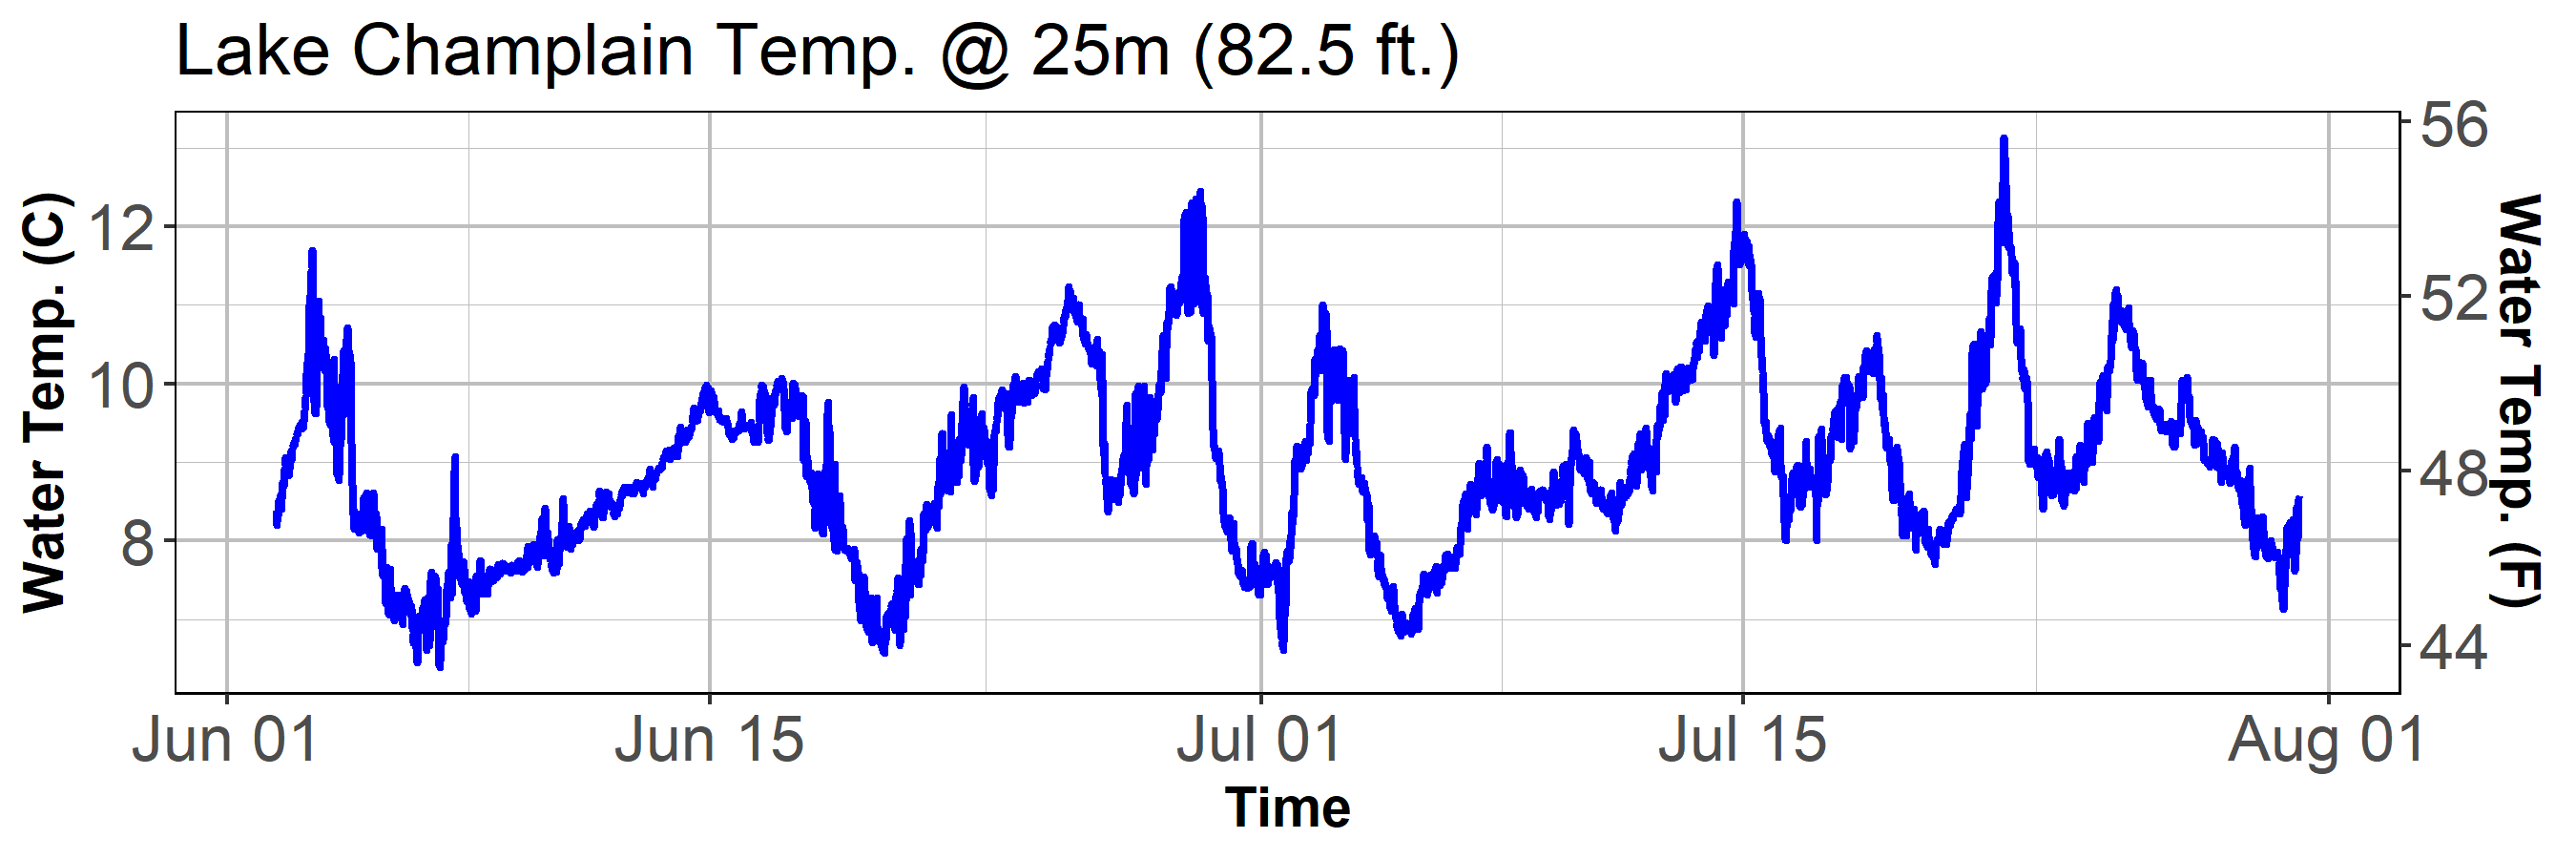 Lake Champlain Temp. @ 25m (82.5 ft.)
Water Temp. (C)
12
10
8
56
52
48
44
Water Temp. (F)
Jun 01 Jun 15 Jul 01 Jul 15 Aug 01
Time